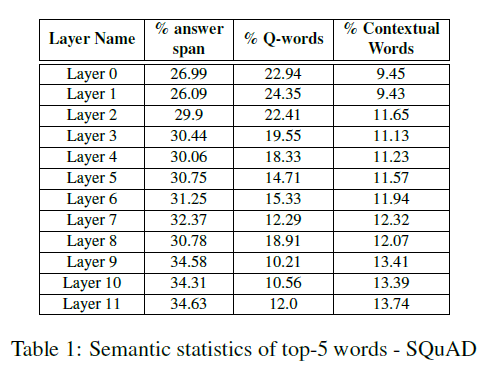 Layer Name % answer span % Q-words % Contextual Words
Layer 0 26.99 22.94 9.45
Layer 1 26.09 24.35 9.43
Layer 2 29.9 22.41 11.65
Layer 3 30.44 19.55 11.13
Layer 4 30.06 18.33 11.23
Layer 5 30.75 14.71 11.57
Layer 6 31.25 15.33 11.94
Layer 7 32.37 12.29 12.32
Layer 8 30.78 18.91 12.07
Layer 9 34.58 10.21 13.41
Layer 10 34.31 10.56 13.39
Layer 11 34.63 12.0 13.74
Table 1: Semantic statistics of top-5 words - SQuAD